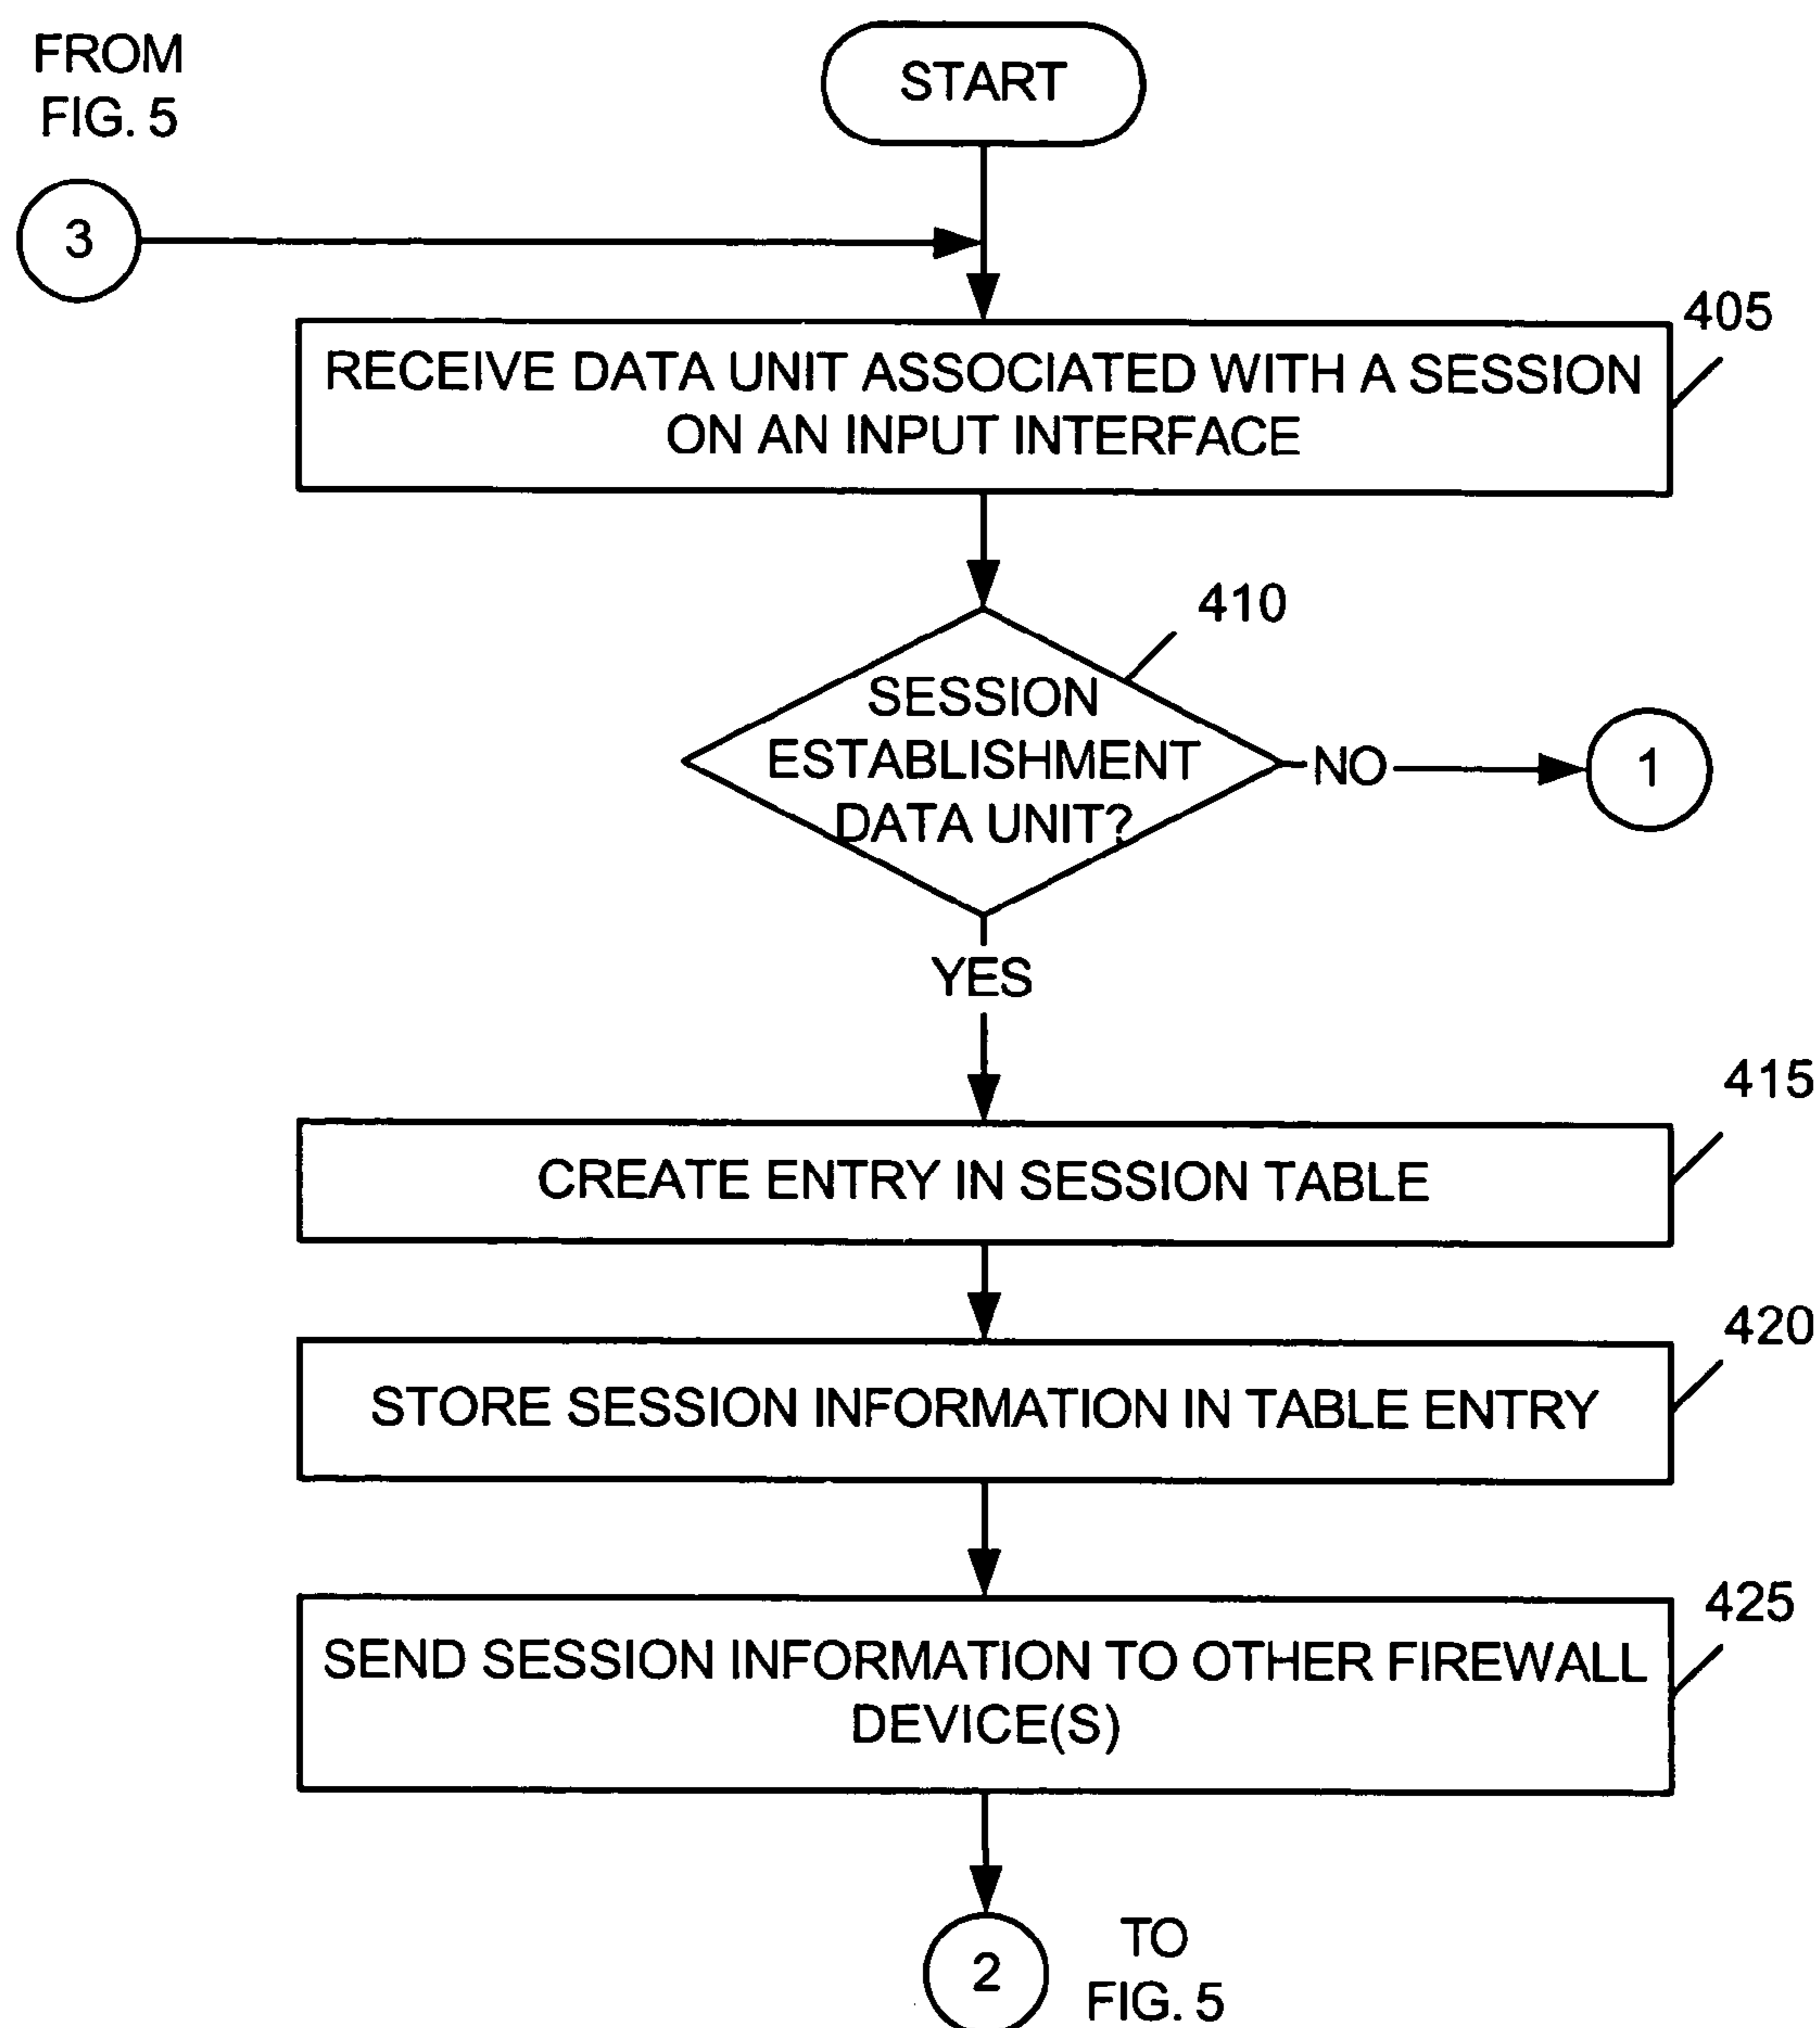 FROM
FIG. 5
START
3
405
RECEIVE DATA UNIT ASSOCIATED WITH A SESSION
ON AN INPUT INTERFACE
410
SESSION
ESTABLISHMENT
DATA UNIT?
NO
1
YES
415
CREATE ENTRY IN SESSION TABLE
420
STORE SESSION INFORMATION IN TABLE ENTRY
425
SEND SESSION INFORMATION TO OTHER FIREWALL
DEVICE(S)
2
TO
FIG. 5